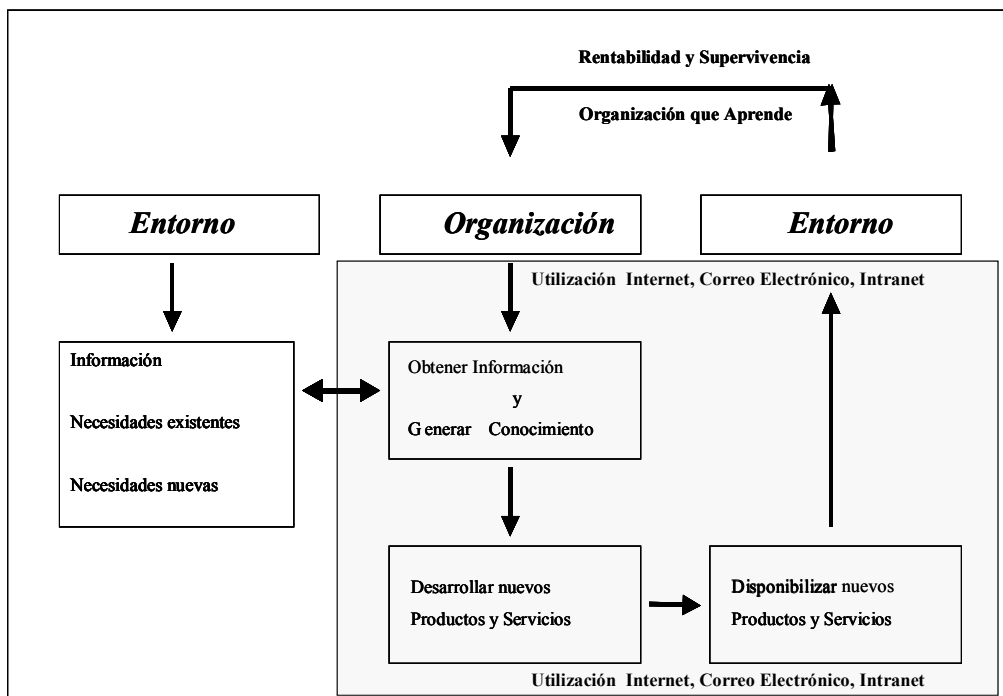 Rentabilidad y Supervivencia
Organización que Aprende
Entorno
Organización
Entorno
Utilización Internet, Correo Electrónico, Intranet
Información
Necesidades existentes
Necesidades nuevas
Obtener Información
y
Generar Conocimiento
Desarrollar nuevos
Productos y Servicios
Disponibilizar nuevos
Productos y Servicios
Utilización Internet, Correo Electrónico, Intranet